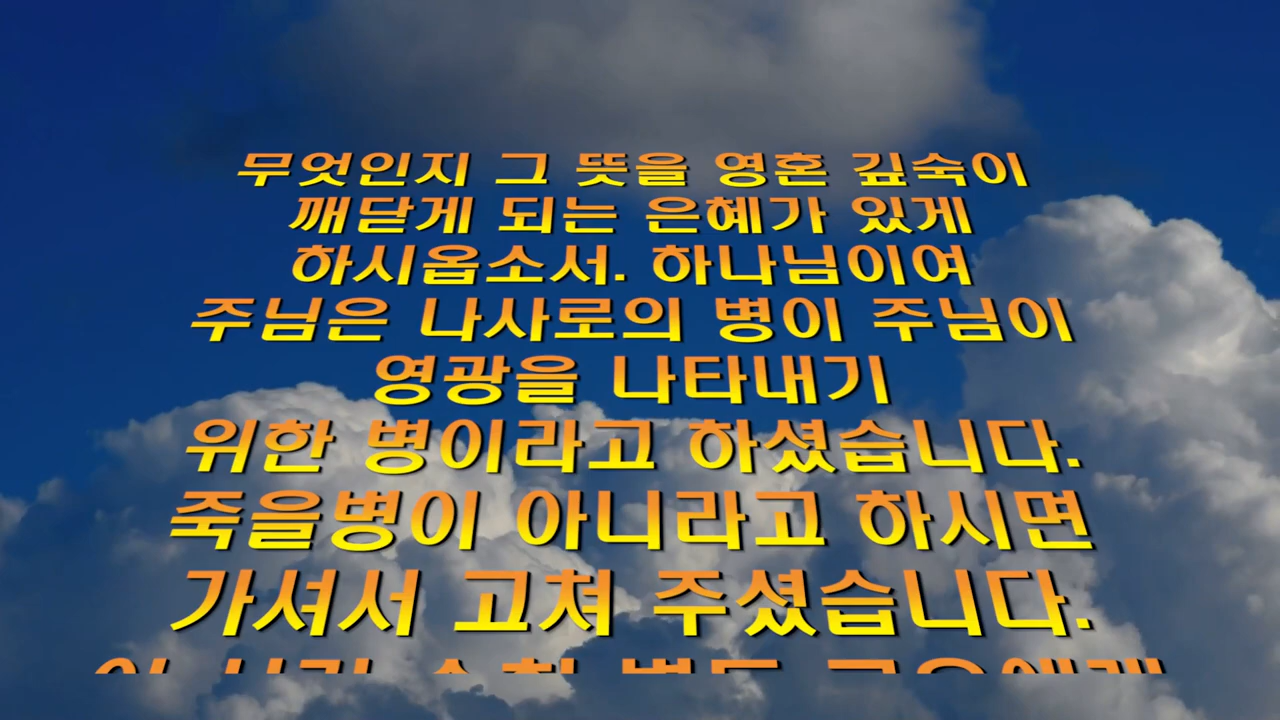 무엇인지 그 뜻을 영혼 깊숙이
깨닫게 되는 은혜가 있게
하시옵소서. 하나님이여
주님은 나사로의 병이 주님이
영광을 나타내기
위한 병이라고 하셨습니다.
죽을병이 아니라고 하시면
가셔서 고쳐 주셨습니다.